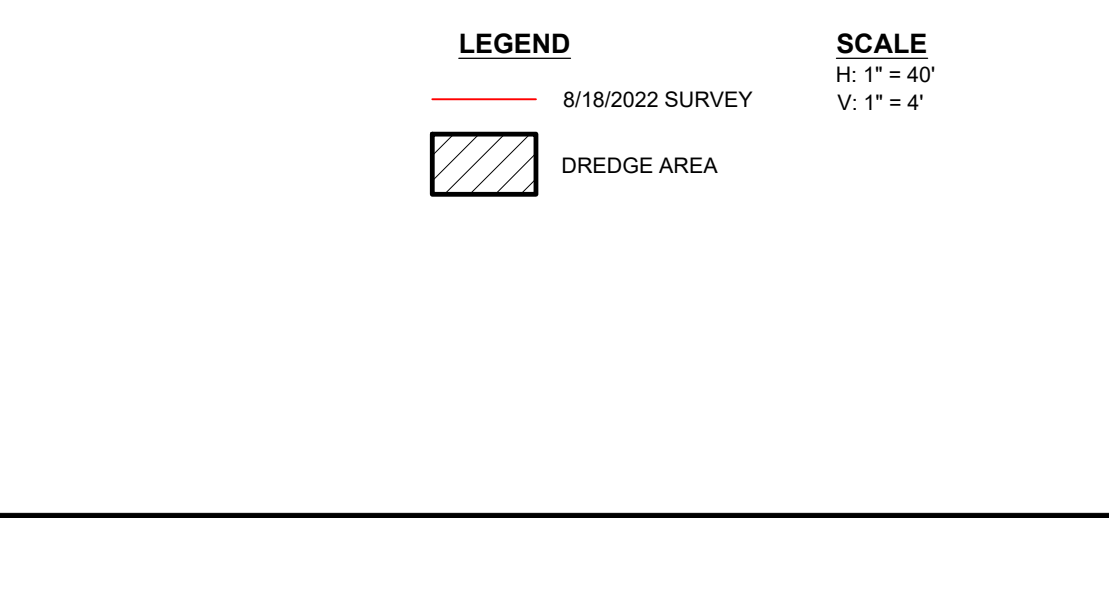 LEGEND
8/18/2022 SURVEY
DREDGE AREA
SCALE
H: 1" = 40'
V: 1" = 4'